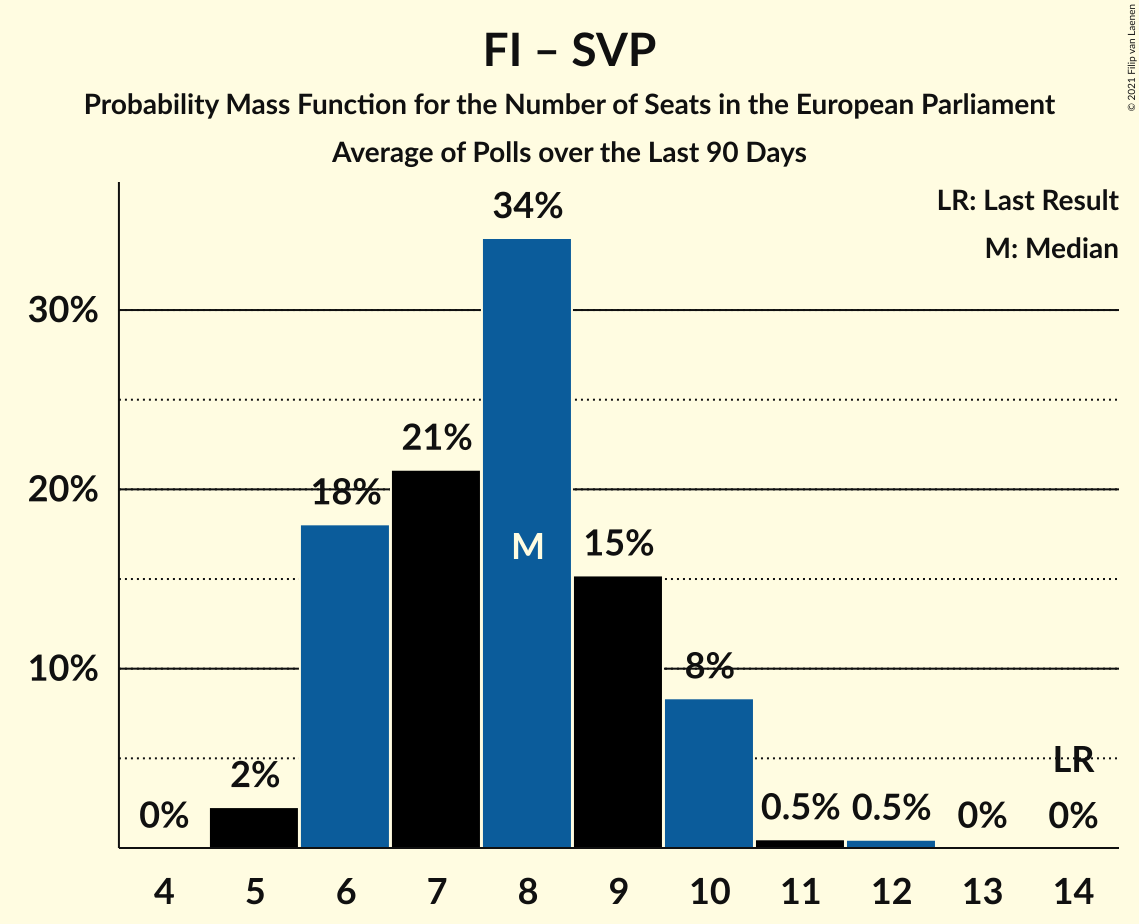 FI – SVP
Probability Mass Function for the Number of Seats in the European Parliament
Average of Polls over the Last 90 Days
© 2021 Filip van Laenen
LR: Last Result
M: Median
34%
30%
21%
20%
18%
M
15%
10%
8%
LR
2%
0%
0.5%
0.5%
0%
0%
4 5 6 7 8 9 10 11 12 13 14